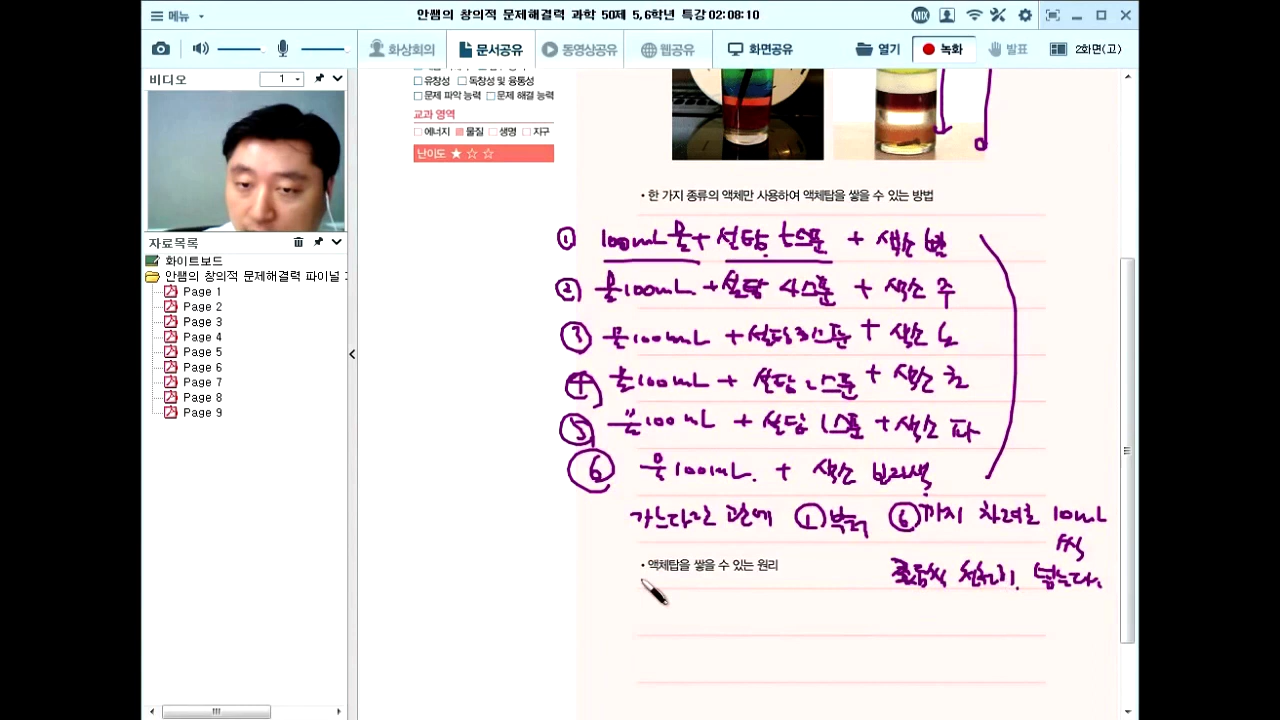 메뉴
안쌤의 창의적 문제해결력 과학 50제 5,6학년 특강 02:08:10
MIX
화상회의
문서공유
동영상공유
웹공유
화면공유
열기
녹화
발표
2화면(고)
비디오
1
자료목록
화이트보드
안쌤의 창의적 문제해결력 파이널
Page 1
Page 2
Page 3
Page 4
Page 5
Page 6
Page 7
Page 8
Page 9
유창성 독창성 및 융통성
문제 파악 능력 문제 해결 능력
교과 영역
에너지 물질 생명 지구
난이도 ★ ☆ ☆
• 한 가지 종류의 액체만 사용하여 액체탑을 쌓을 수 있는 방법
① 100mL 물 + 설탕 5스푼 + 색소 빨
② 물 100mL + 설탕 4스푼 + 색소 주
③ 물 100mL + 설탕 3스푼 + 색소 노
④ 물 100mL + 설탕 2스푼 + 색소 초
⑤ 물 100mL + 설탕 1스푼 + 색소 파
⑥ 물 100mL + 색소 보라색
가느다란 관에 ①부터 ⑥까지 차례로 10mL
씩
천천히 넣는다.
• 액체탑을 쌓을 수 있는 원리